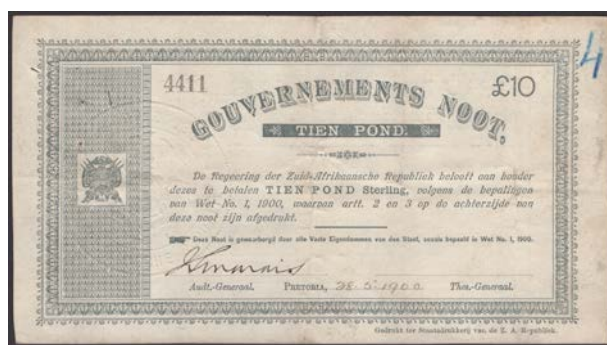 4411
£10
4
GOUVERNEMENTS NOOT,
TIEN POND.
De Regeering der Zuid-Afrikaansche Republiek belooft aan houder
dezes te betalen TIEN POND Sterling, volgens de bepalingen
van Wet No. 1, 1900, waarvan artt. 2 en 3 op de achterzijde van
deze noot zijn afgedrukt.
Deze Noot is gewaarborgd door alle Vaste Eigendommen van den Staat, zooals bepaald in Wet No. 1, 1900.
Audt.-Generaal. PRETORIA, 28.5.1900 Thes.-Generaal.
Gedrukt ter Staatsdrukkerij van de Z. A. Republiek.